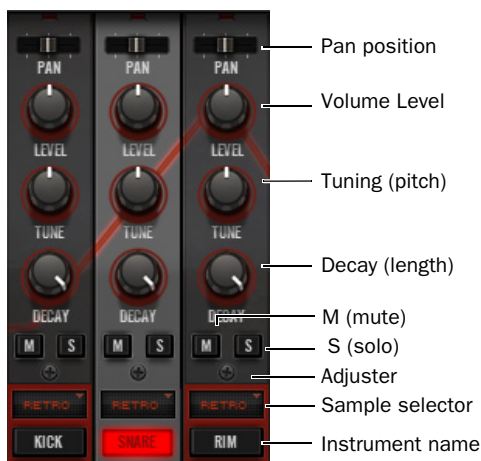 PAN PAN PAN Pan position
LEVEL LEVEL LEVEL Volume Level
TUNE TUNE TUNE Tuning (pitch)
DECAY DECAY DECAY Decay (length)
M (mute)
M S M S M S S (solo)
Adjuster
RETRO RETRO RETRO Sample selector
KICK SNARE RIM Instrument name